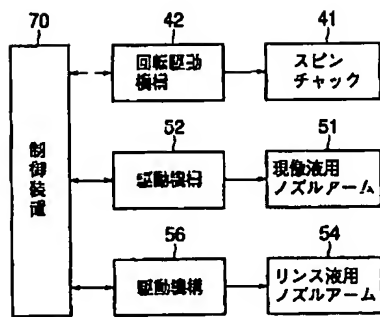 70
42
41
制御装置
回転駆動
機構
スピン
チャック
52
51
駆動機構
現像液用
ノズルアーム
56
54
駆動機構
リンス液用
ノズルアーム